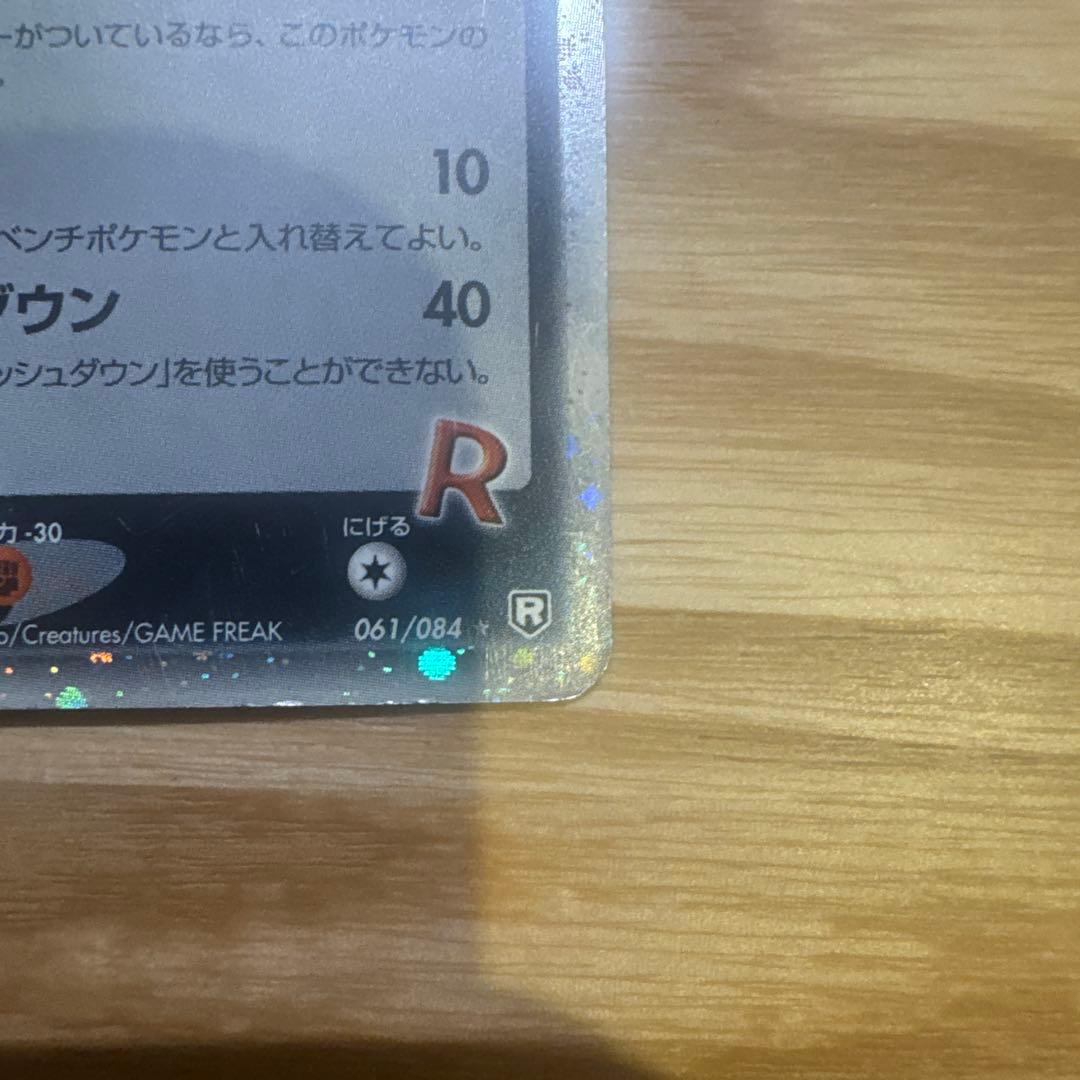 ーがついているなら、このポケモンの
。
10
ベンチポケモンと入れ替えてよい。
ダウン 40
ッシュダウン」を使うことができない。
R
力 -30 にげる
闘
o/Creatures/GAME FREAK 061/084 ★ R